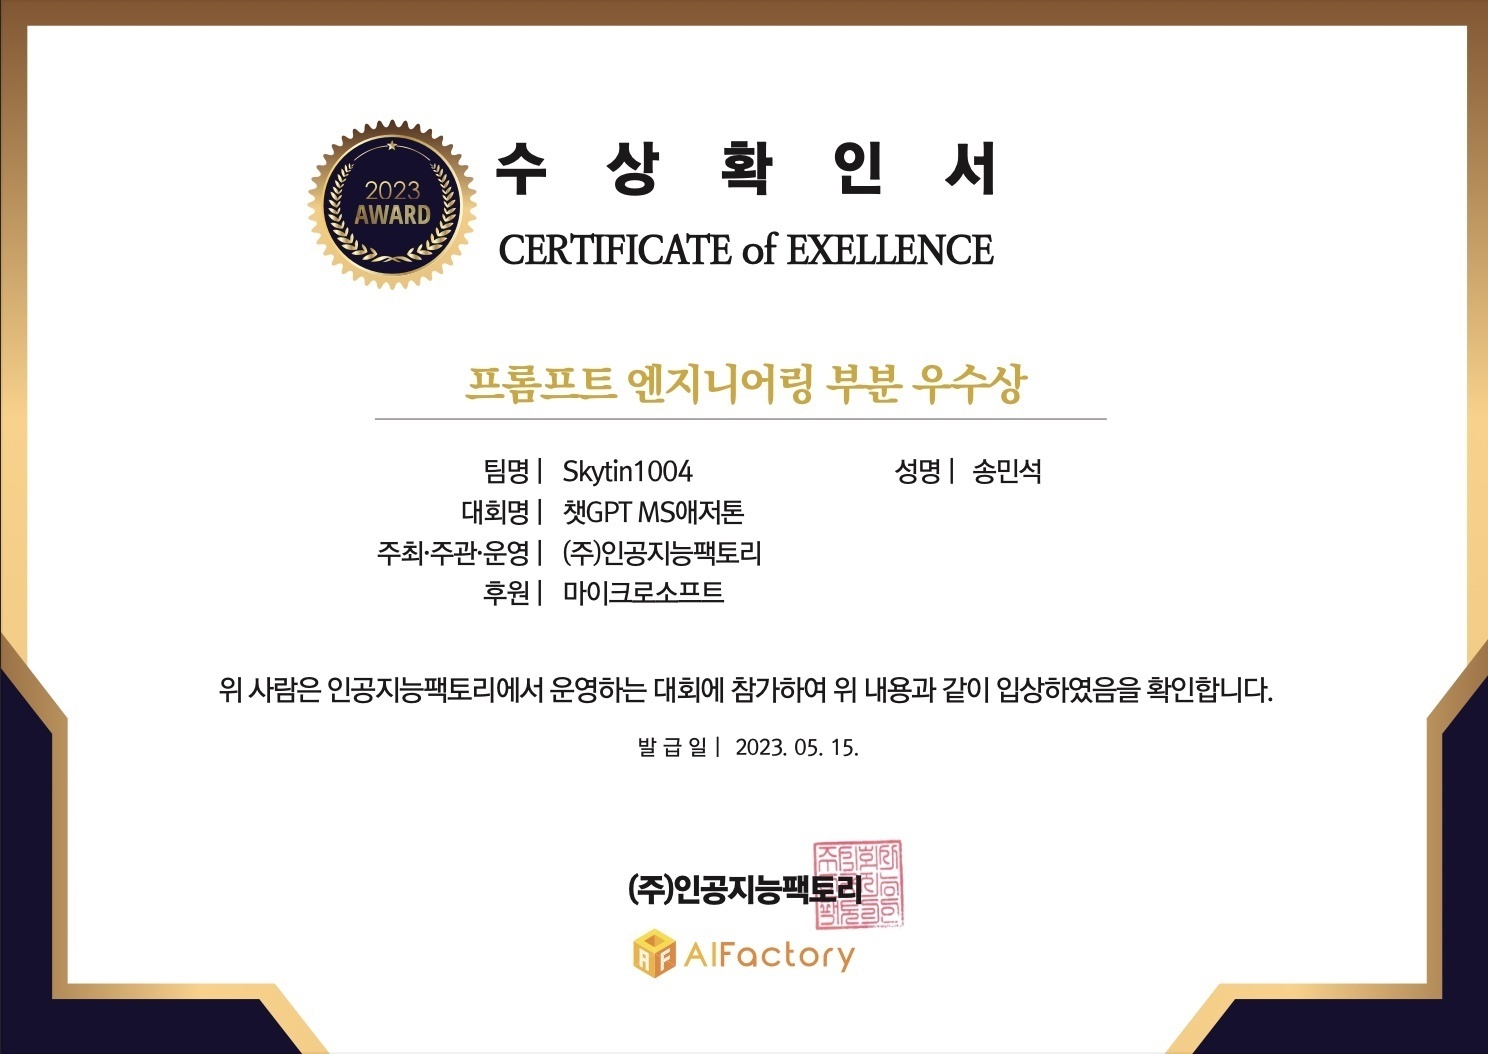 2023
AWARD
수 상 확 인 서
CERTIFICATE of EXELLENCE
프롬프트 엔지니어링 부분 우수상
팀명 | Skytin1004 성명 | 송민석
대회명 | 챗GPT MS애저톤
주최·주관·운영 | (주)인공지능팩토리
후원 | 마이크로소프트
위 사람은 인공지능팩토리에서 운영하는 대회에 참가하여 위 내용과 같이 입상하였음을 확인합니다.
발 급 일 | 2023. 05. 15.
(주)인공지능팩토리
AIFactory